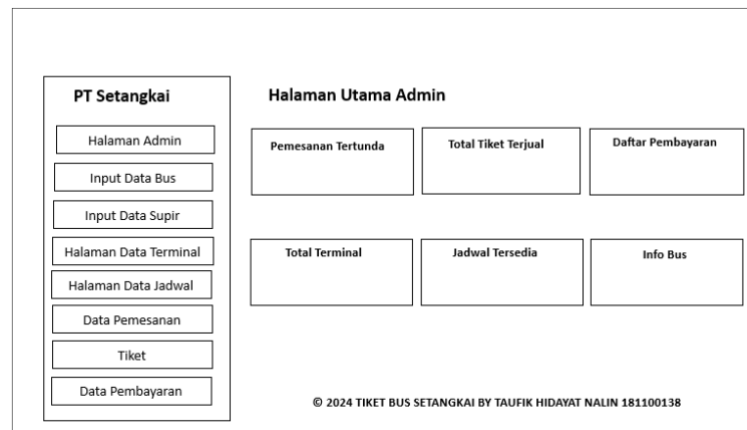 PT Setangkai
Halaman Admin
Input Data Bus
Input Data Supir
Halaman Data Terminal
Halaman Data Jadwal
Data Pemesanan
Tiket
Data Pembayaran
Halaman Utama Admin
Pemesanan Tertunda
Total Tiket Terjual
Daftar Pembayaran
Total Terminal
Jadwal Tersedia
Info Bus
© 2024 TIKET BUS SETANGKAI BY TAUFIK HIDAYAT NALIN 181100138